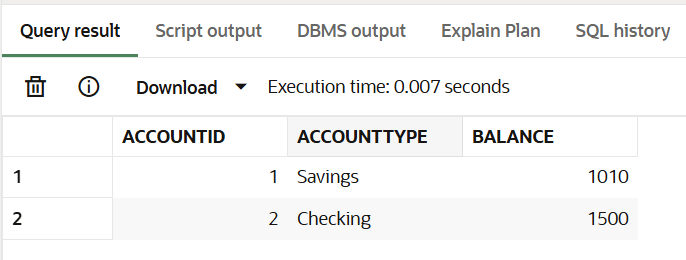 Query result Script output DBMS output Explain Plan SQL history
Download Execution time: 0.007 seconds
ACCOUNTID ACCOUNTTYPE BALANCE
1 1 Savings 1010
2 2 Checking 1500